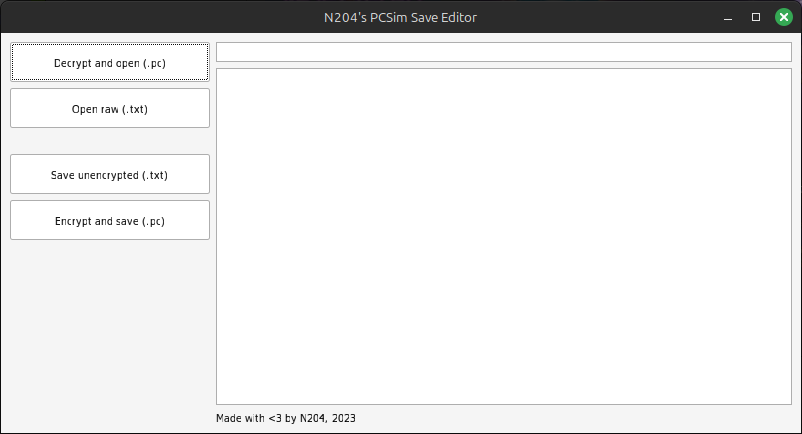 N204's PCSim Save Editor
Decrypt and open (.pc)
Open raw (.txt)
Save unencrypted (.txt)
Encrypt and save (.pc)
Made with <3 by N204, 2023